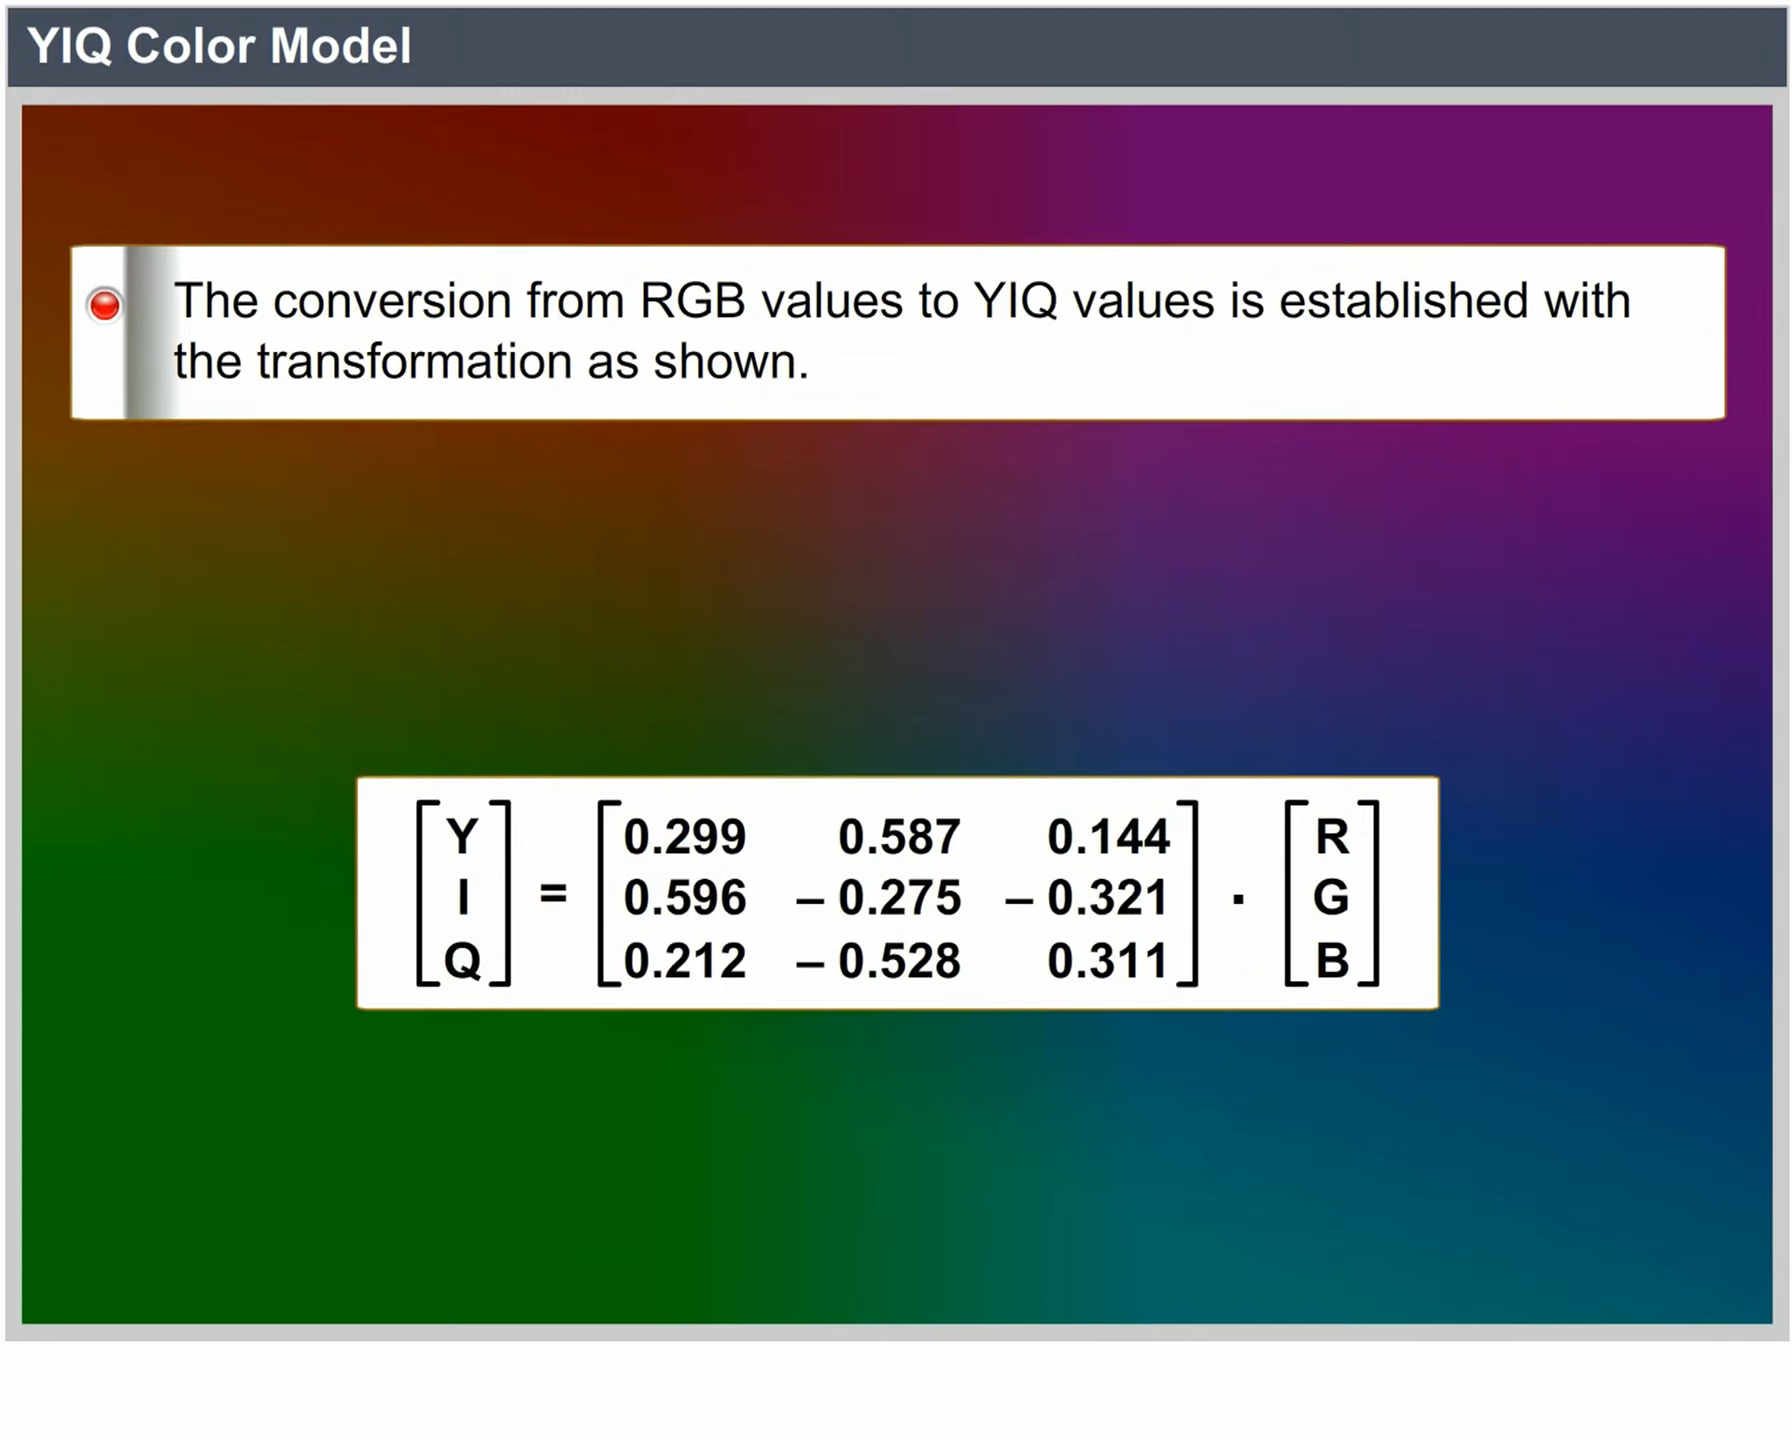 YIQ Color Model
The conversion from RGB values to YIQ values is established with
the transformation as shown.
Y 0.299 0.587 0.144 R
I = 0.596 – 0.275 – 0.321 · G
Q 0.212 – 0.528 0.311 B